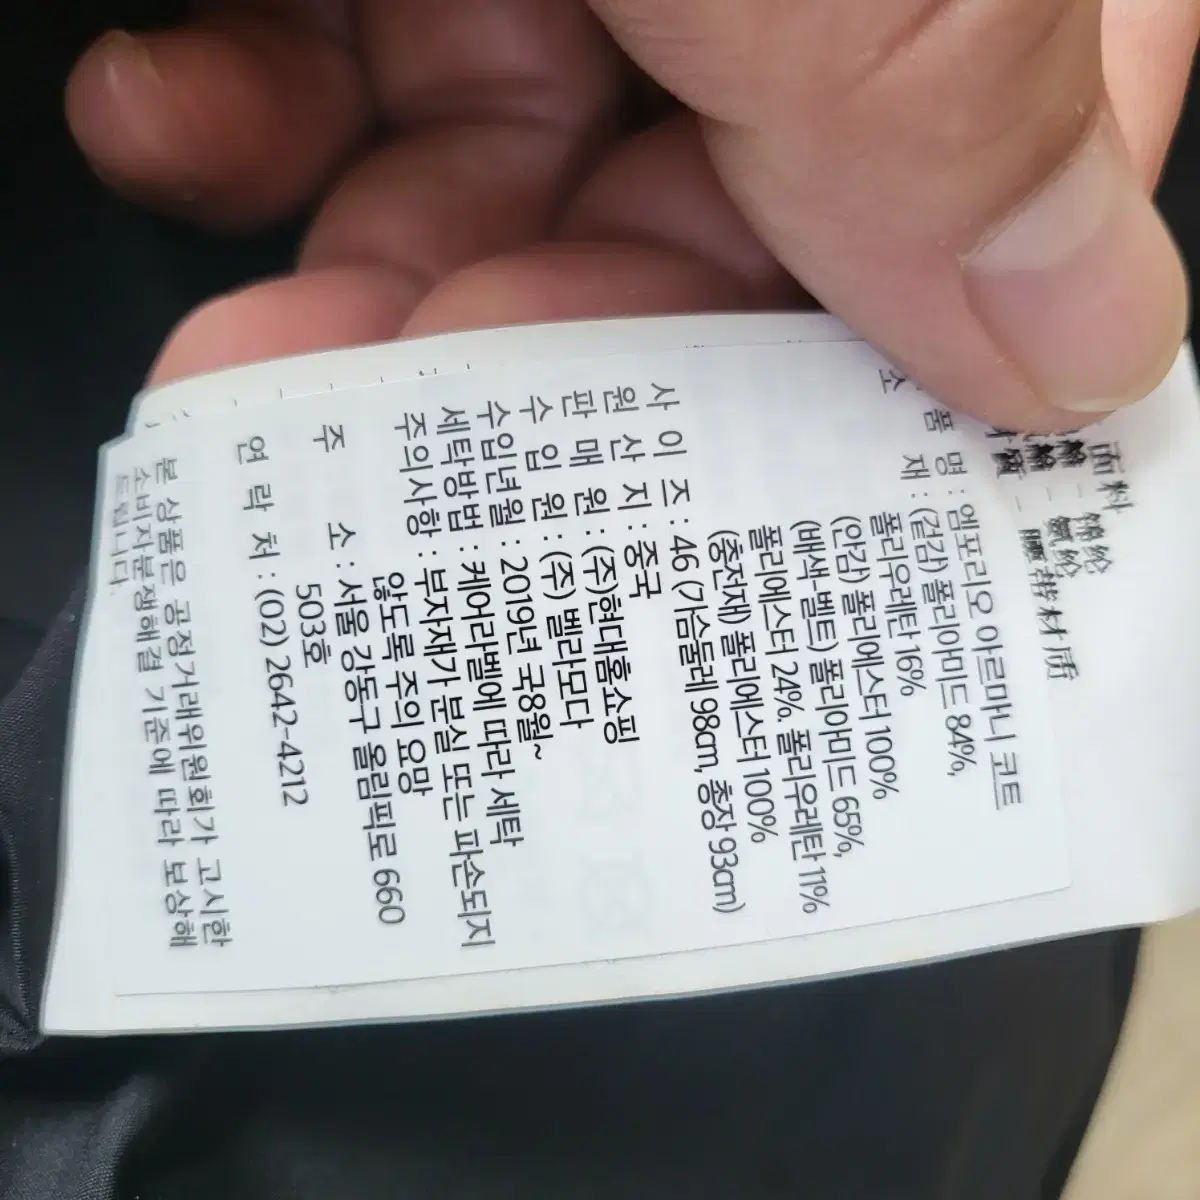 面料
- 锦纶
- 氨纶
- 腰带材质
품 명 : 엠포리오 아르마니 코트
소 재 : (겉감) 폴리아미드 84%,
폴리우레탄 16%
(안감) 폴리에스터 100%
(배색 벨트) 폴리아미드 65%,
폴리에스터 24%. 폴리우레탄 11%
(충전재) 폴리에스터 100%
사 이 즈 : 46 (가슴둘레 98cm, 총장 93cm)
원 산 지 : 중국
판 매 원 : (주)현대홈쇼핑
수 입 원 : (주) 벨라모다
수입년월 : 2019년 국8월~
세탁방법 : 케어라벨에 따라 세탁
주의사항 : 부자재가 분실 또는 파손되지
않도록 주의 요망
주 소 : 서울 강동구 올림픽로 660
503호
연 락 처 : (02) 2642-4212
본 상품은 공정거래위원회가 고시한
소비자분쟁해결 기준에 따라 보상해
드립니다.